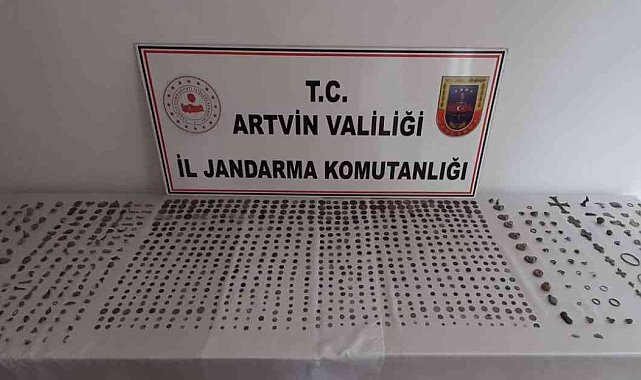 T.C.
ARTVİN VALİLİĞİ
İL JANDARMA KOMUTANLIĞI